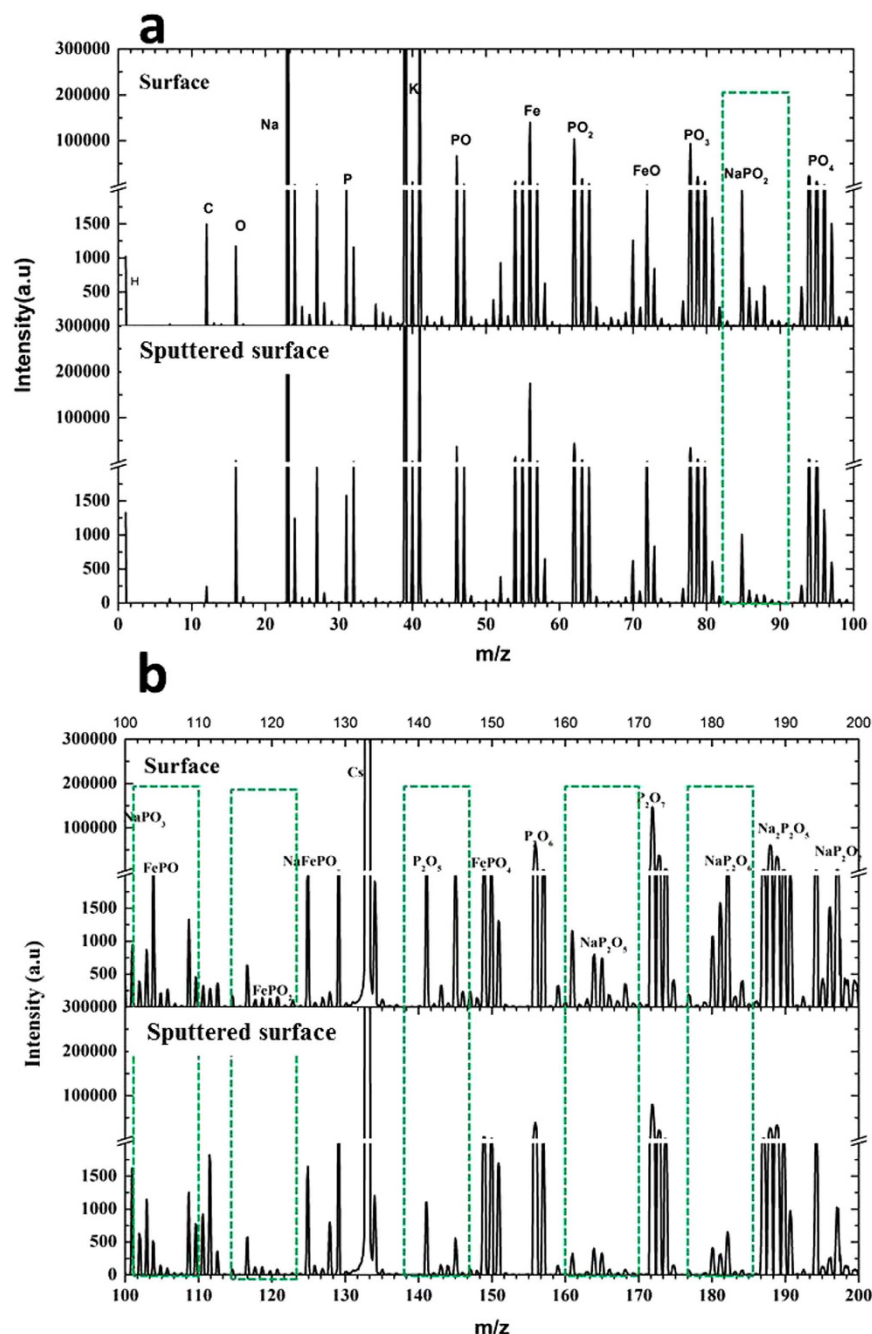 a
300000
Surface
200000
Na
K
Fe
PO
PO2
PO3
100000
FeO
NaPO2
PO4
P
1500
C
O
1000
H
500
Intensity(a.u)
300000
Sputtered surface
200000
100000
1500
1000
500
0
0 10 20 30 40 50 60 70 80 90 100
m/z
b
100 110 120 130 140 150 160 170 180 190 200
300000
Surface
Cs
200000
P2O7
NaPO3
100000
P2O6
Na2P2O5
FePO
NaFePO
P2O5
FePO4
NaP2O6
1500
1000
NaP2O5
500
FePO2
Intensity (a.u)
300000
Sputtered surface
200000
100000
1500
1000
500
0
100 110 120 130 140 150 160 170 180 190 200
m/z